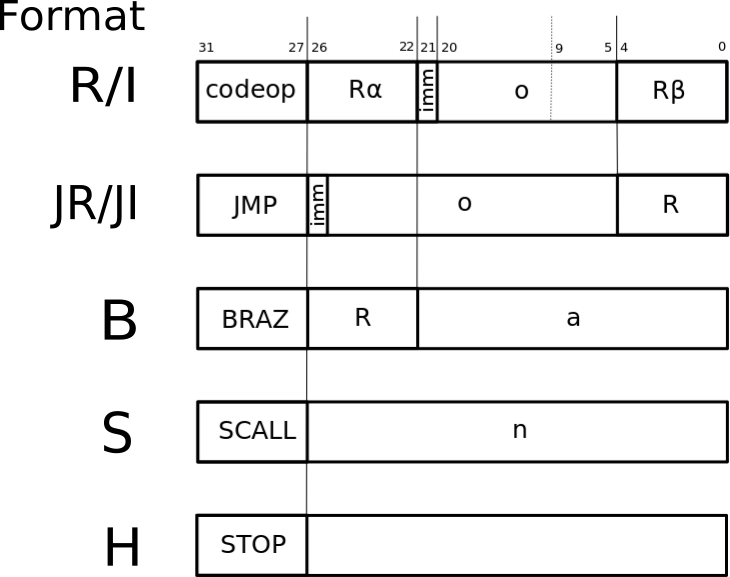 Format
31 27 26 22 21 20 9 5 4 0
R/I codeop Rα imm o Rβ
JR/JI JMP imm o R
B BRAZ R a
S SCALL n
H STOP